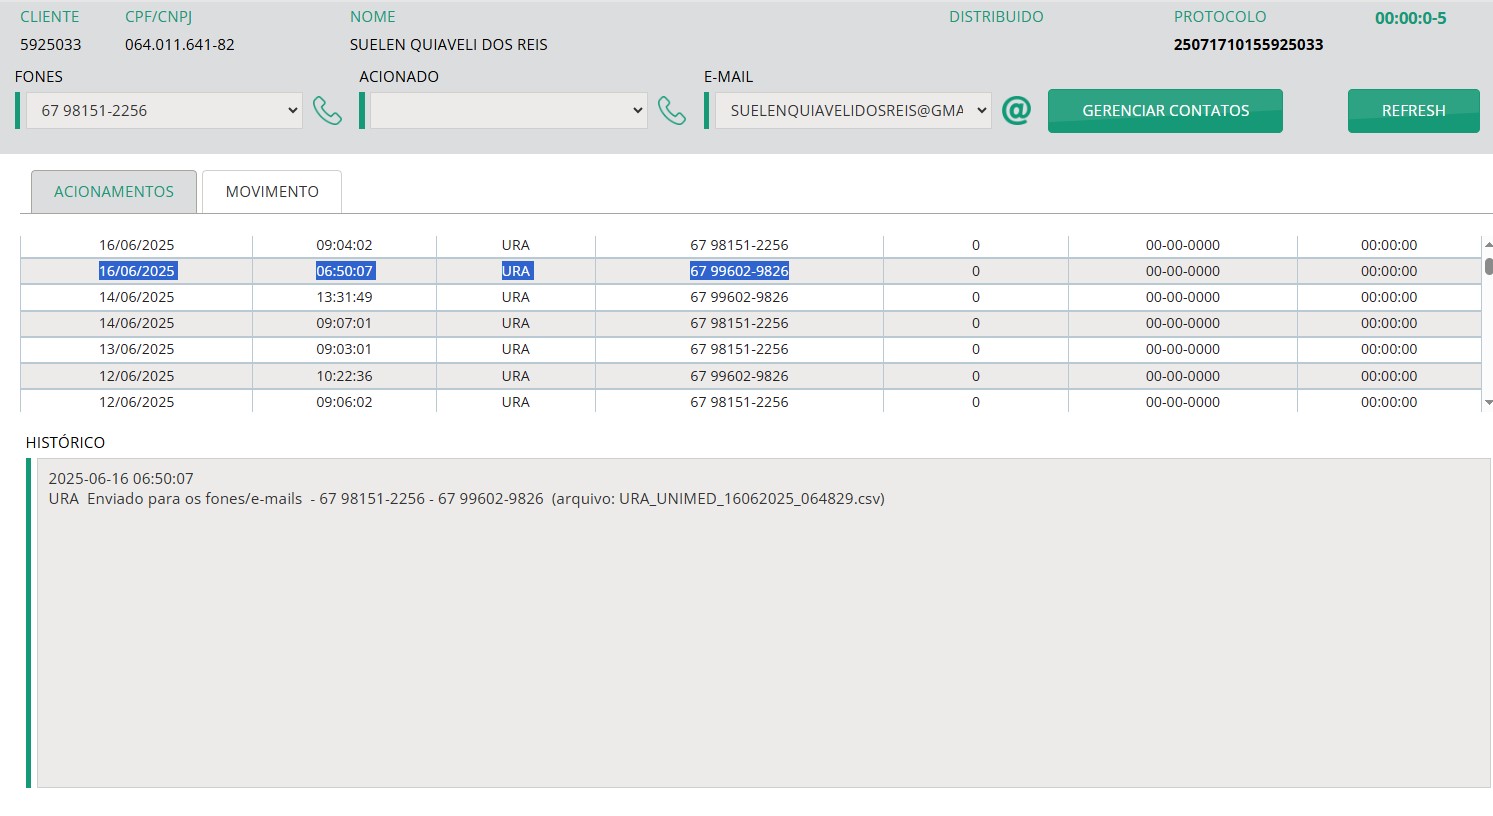 CLIENTE CPF/CNPJ NOME DISTRIBUIDO PROTOCOLO 00:00:0-5
5925033 064.011.641-82 SUELEN QUIAVELI DOS REIS 25071710155925033
FONES ACIONADO E-MAIL
67 98151-2256 SUELENQUIAVELIDOSREIS@GMA @ GERENCIAR CONTATOS REFRESH
ACIONAMENTOS MOVIMENTO
16/06/2025 09:04:02 URA 67 98151-2256 0 00-00-0000 00:00:00
16/06/2025 06:50:07 URA 67 99602-9826 0 00-00-0000 00:00:00
14/06/2025 13:31:49 URA 67 99602-9826 0 00-00-0000 00:00:00
14/06/2025 09:07:01 URA 67 98151-2256 0 00-00-0000 00:00:00
13/06/2025 09:03:01 URA 67 98151-2256 0 00-00-0000 00:00:00
12/06/2025 10:22:36 URA 67 99602-9826 0 00-00-0000 00:00:00
12/06/2025 09:06:02 URA 67 98151-2256 0 00-00-0000 00:00:00
HISTÓRICO
2025-06-16 06:50:07
URA Enviado para os fones/e-mails - 67 98151-2256 - 67 99602-9826 (arquivo: URA_UNIMED_16062025_064829.csv)